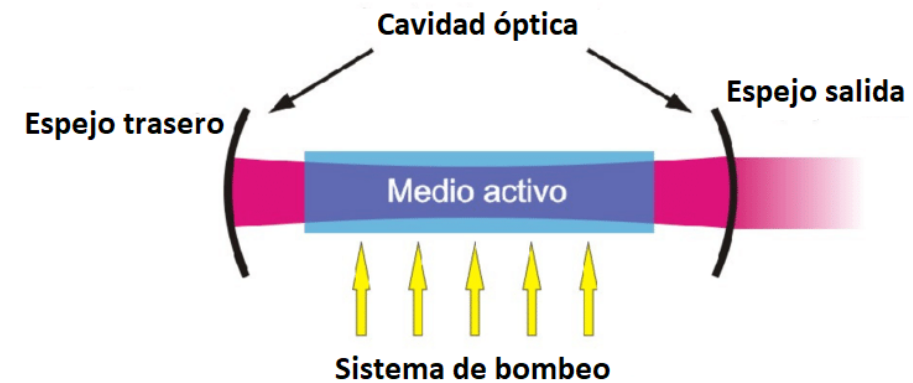 Cavidad óptica
Espejo salida
Espejo trasero
Medio activo
Sistema de bombeo